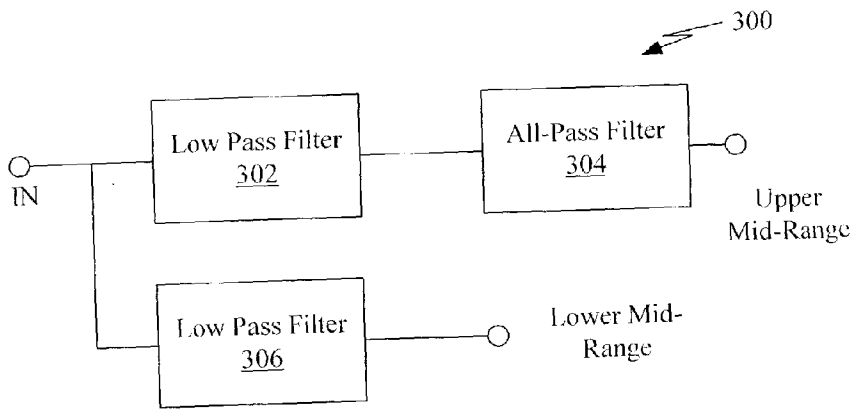 300
Low Pass Filter
302
All-Pass Filter
304
IN
Upper
Mid-Range
Low Pass Filter
306
Lower Mid-
Range